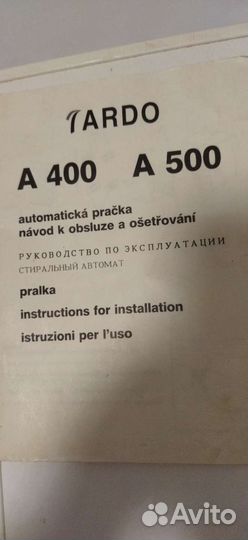 TARDO
A 400 A 500
automatická pračka
návod k obsluze a ošetřování
РУКОВОДСТВО ПО ЭКСПЛУАТАЦИИ
СТИРАЛЬНЫЙ АВТОМАТ
pralka
instructions for installation
istruzioni per l'uso
Avito